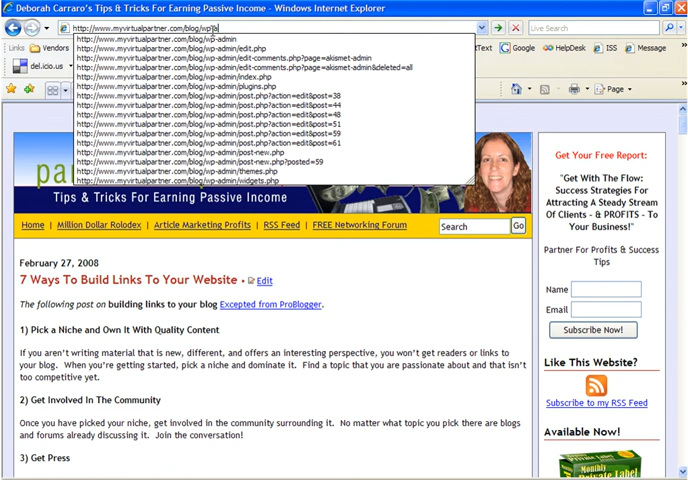 Deborah Carraro's Tips & Tricks For Earning Passive Income - Windows Internet Explorer
http://www.myvirtualpartner.com/blog/wp-a
Links Vendors Google HelpDesk ISS Stream
http://www.myvirtualpartner.com/blog/wp-admin
http://www.myvirtualpartner.com/blog/wp-admin/edit.php
http://www.myvirtualpartner.com/blog/wp-admin/edit-comments.php?page=akismet-admin
http://www.myvirtualpartner.com/blog/wp-admin/edit-comments.php?page=akismet-admin&deleted=all
http://www.myvirtualpartner.com/blog/wp-admin/index.php
http://www.myvirtualpartner.com/blog/wp-admin/plugins.php
http://www.myvirtualpartner.com/blog/wp-admin/post.php?action=edit&post=38
http://www.myvirtualpartner.com/blog/wp-admin/post.php?action=edit&post=44
http://www.myvirtualpartner.com/blog/wp-admin/post.php?action=edit&post=48
http://www.myvirtualpartner.com/blog/wp-admin/post.php?action=edit&post=51
http://www.myvirtualpartner.com/blog/wp-admin/post.php?action=edit&post=59
http://www.myvirtualpartner.com/blog/wp-admin/post.php?action=edit&post=61
http://www.myvirtualpartner.com/blog/wp-admin/post-new.php
http://www.myvirtualpartner.com/blog/wp-admin/post-new.php?posted=59
http://www.myvirtualpartner.com/blog/wp-admin/themes.php
http://www.myvirtualpartner.com/blog/wp-admin/widgets.php
del.icio.us
Page
Tips & Tricks For Earning Passive Income
Home | Million Dollar Rolodex | Article Marketing Profits | RSS Feed | FREE Networking Forum
Search Go
February 27, 2008
7 Ways To Build Links To Your Website • Edit
The following post on building links to your blog Excepted from ProBlogger.
1) Pick a Niche and Own It With Quality Content
If you aren't writing material that is new, different, and offers an interesting perspective, you won't get readers or links to
your blog. When you're getting started, pick a niche and dominate it. Find a topic that you are passionate about and that isn't
too competitive yet.
2) Get Involved In The Community
Once you have picked your niche, get involved in the community surrounding it. No matter what topic you pick there are blogs
and forums already discussing it. Join the conversation!
3) Get Press
Get Your Free Report:
"Get With The Flow:
Success Strategies For
Attracting A Steady Stream
Of Clients - & PROFITS - To
Your Business!"
Partner For Profits & Success
Tips
Name
Email
Subscribe Now!
Like This Website?
Subscribe to my RSS Feed
Available Now!
Monthly
Private Label